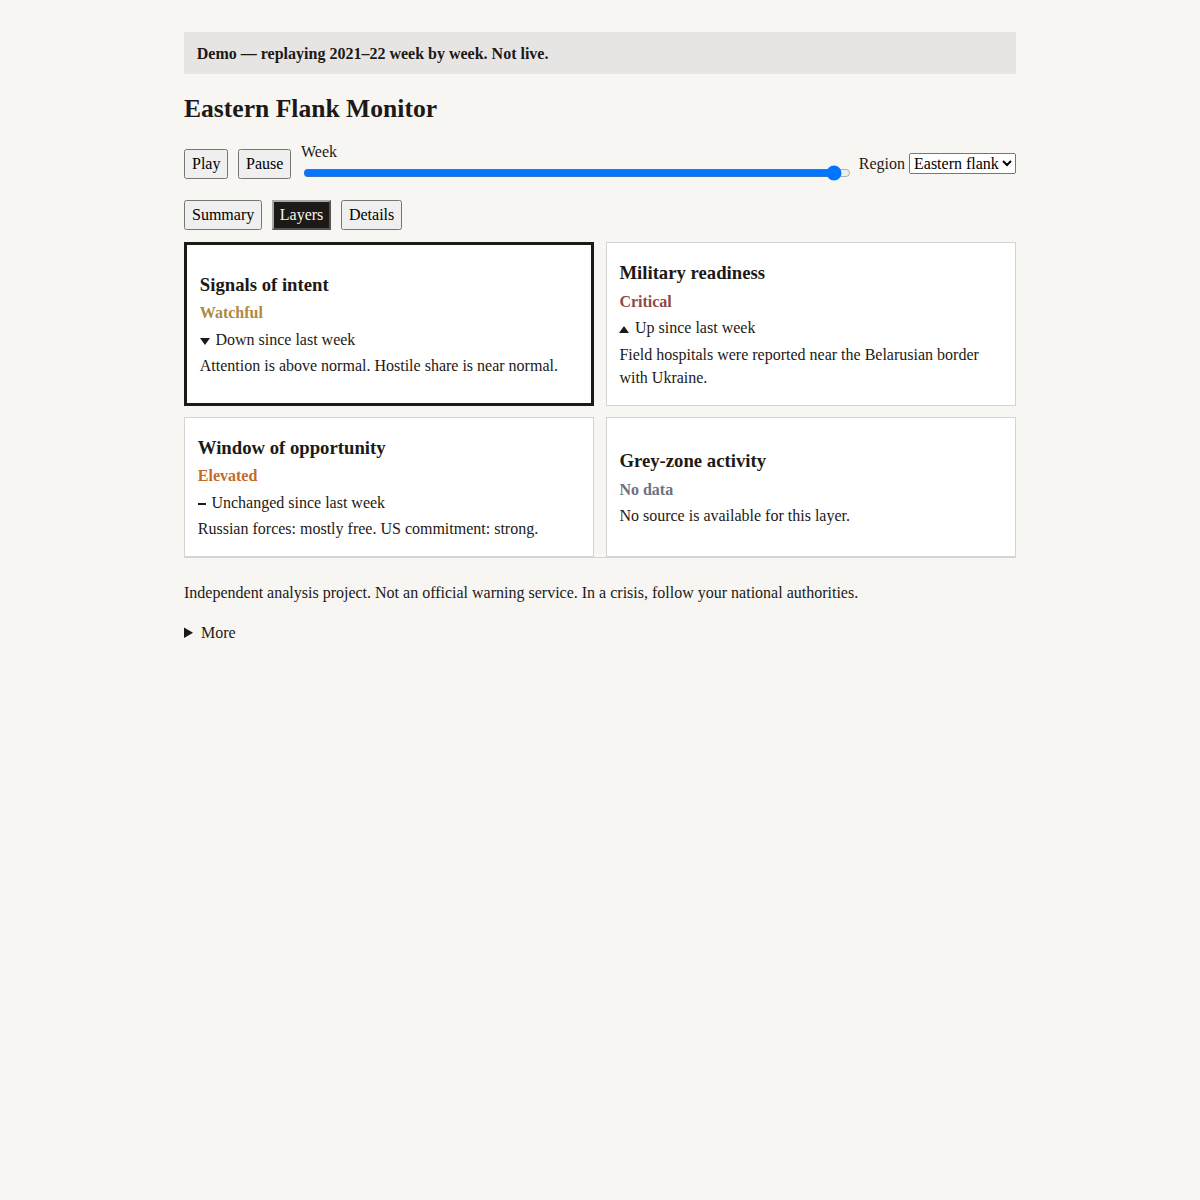 Demo — replaying 2021–22 week by week. Not live.
Eastern Flank Monitor
Play
Pause
Week
Region
Eastern flank
Summary
Layers
Details
Signals of intent
Watchful
Down since last week
Attention is above normal. Hostile share is near normal.
Military readiness
Critical
Up since last week
Field hospitals were reported near the Belarusian border
with Ukraine.
Window of opportunity
Elevated
Unchanged since last week
Russian forces: mostly free. US commitment: strong.
Grey-zone activity
No data
No source is available for this layer.
Independent analysis project. Not an official warning service. In a crisis, follow your national authorities.
More